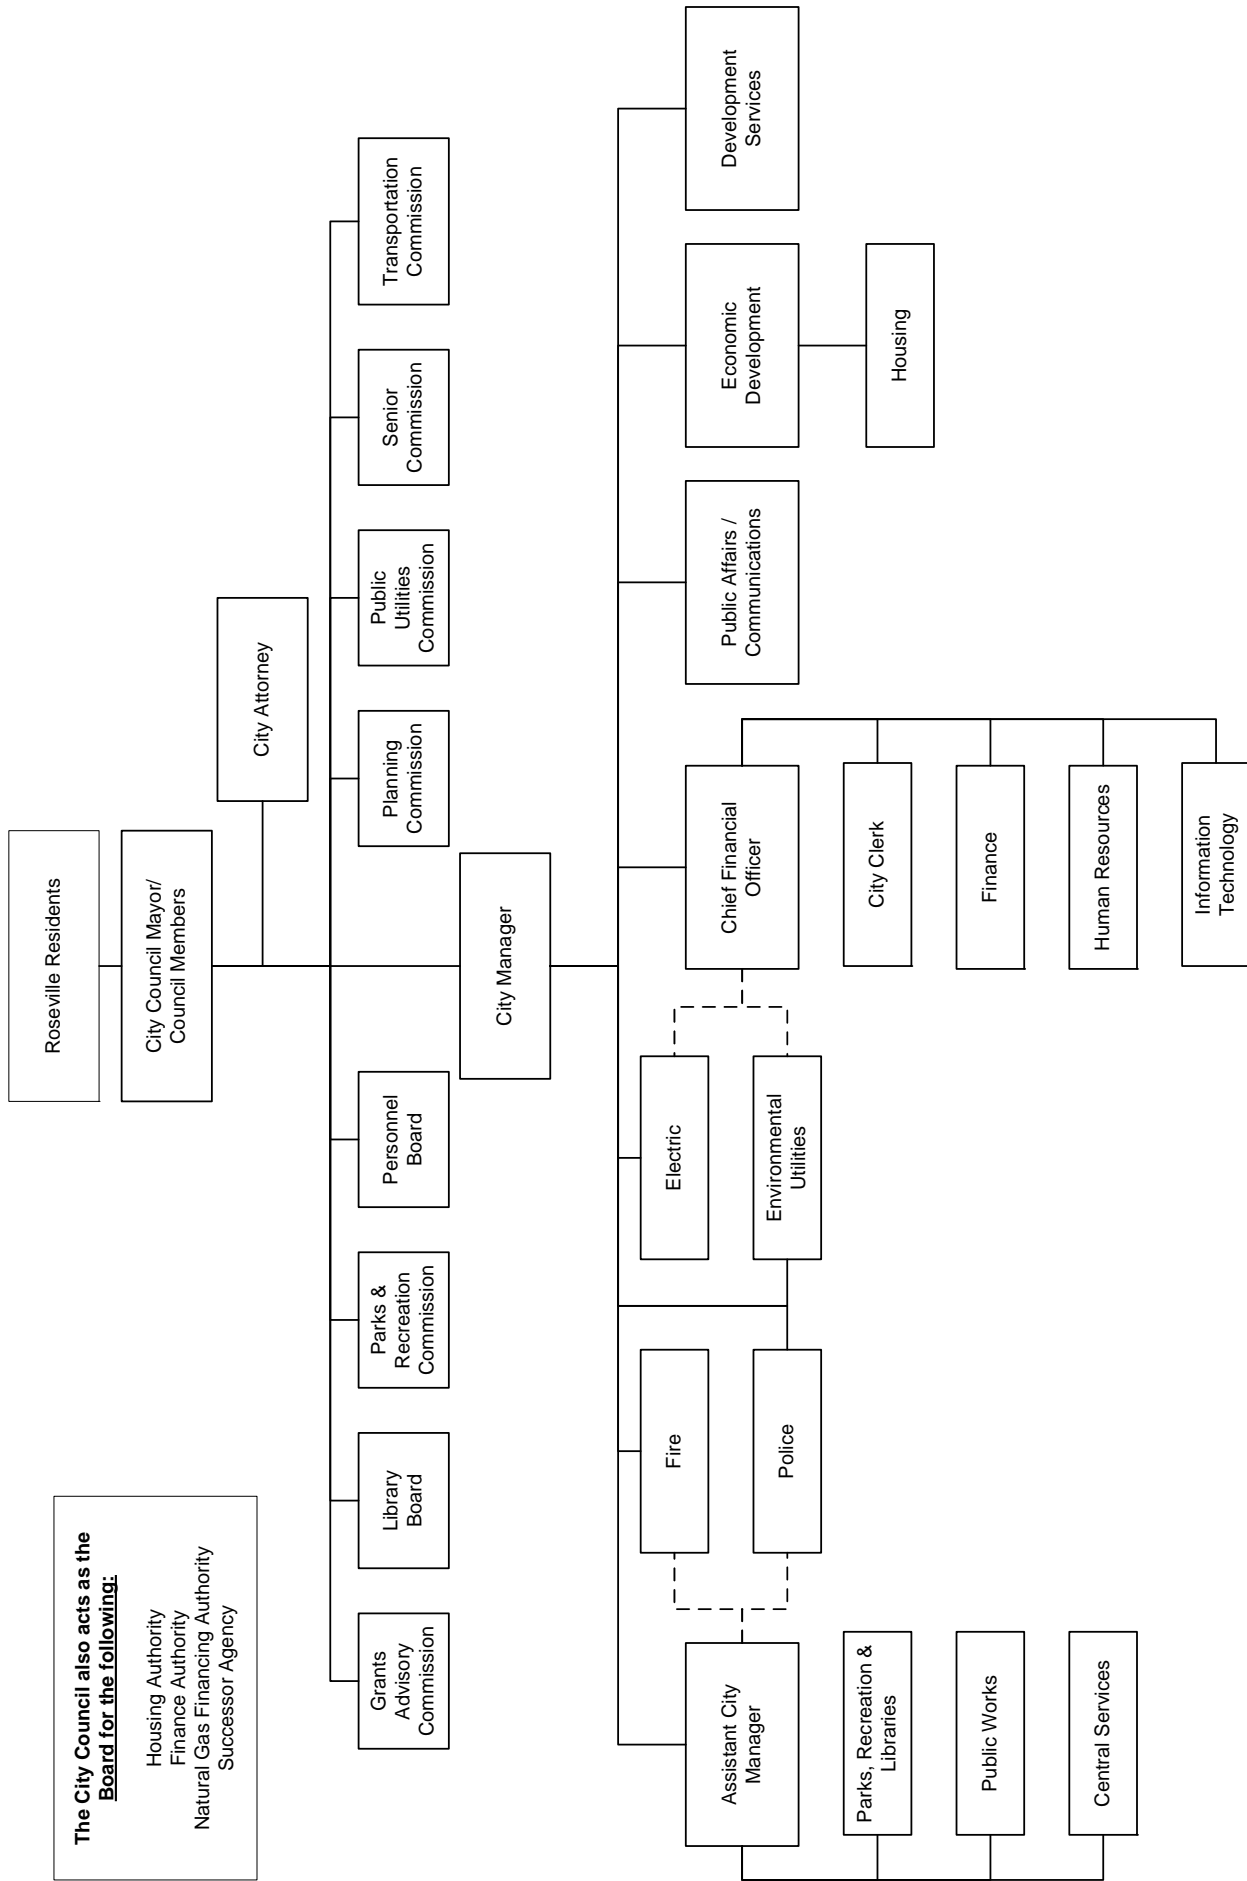 Roseville Residents
City Council Mayor/
Council Members
City Attorney
The City Council also acts as the
Board for the following:
Housing Authority
Finance Authority
Natural Gas Financing Authority
Successor Agency
Grants
Advisory
Commission
Library
Board
Parks &
Recreation
Commission
Personnel
Board
Planning
Commission
Public
Utilities
Commission
Senior
Commission
Transportation
Commission
City Manager
Assistant City
Manager
Fire
Police
Electric
Environmental
Utilities
Chief Financial
Officer
Public Affairs /
Communications
Economic
Development
Development
Services
Parks, Recreation &
Libraries
Public Works
Central Services
City Clerk
Finance
Human Resources
Information
Technology
Housing